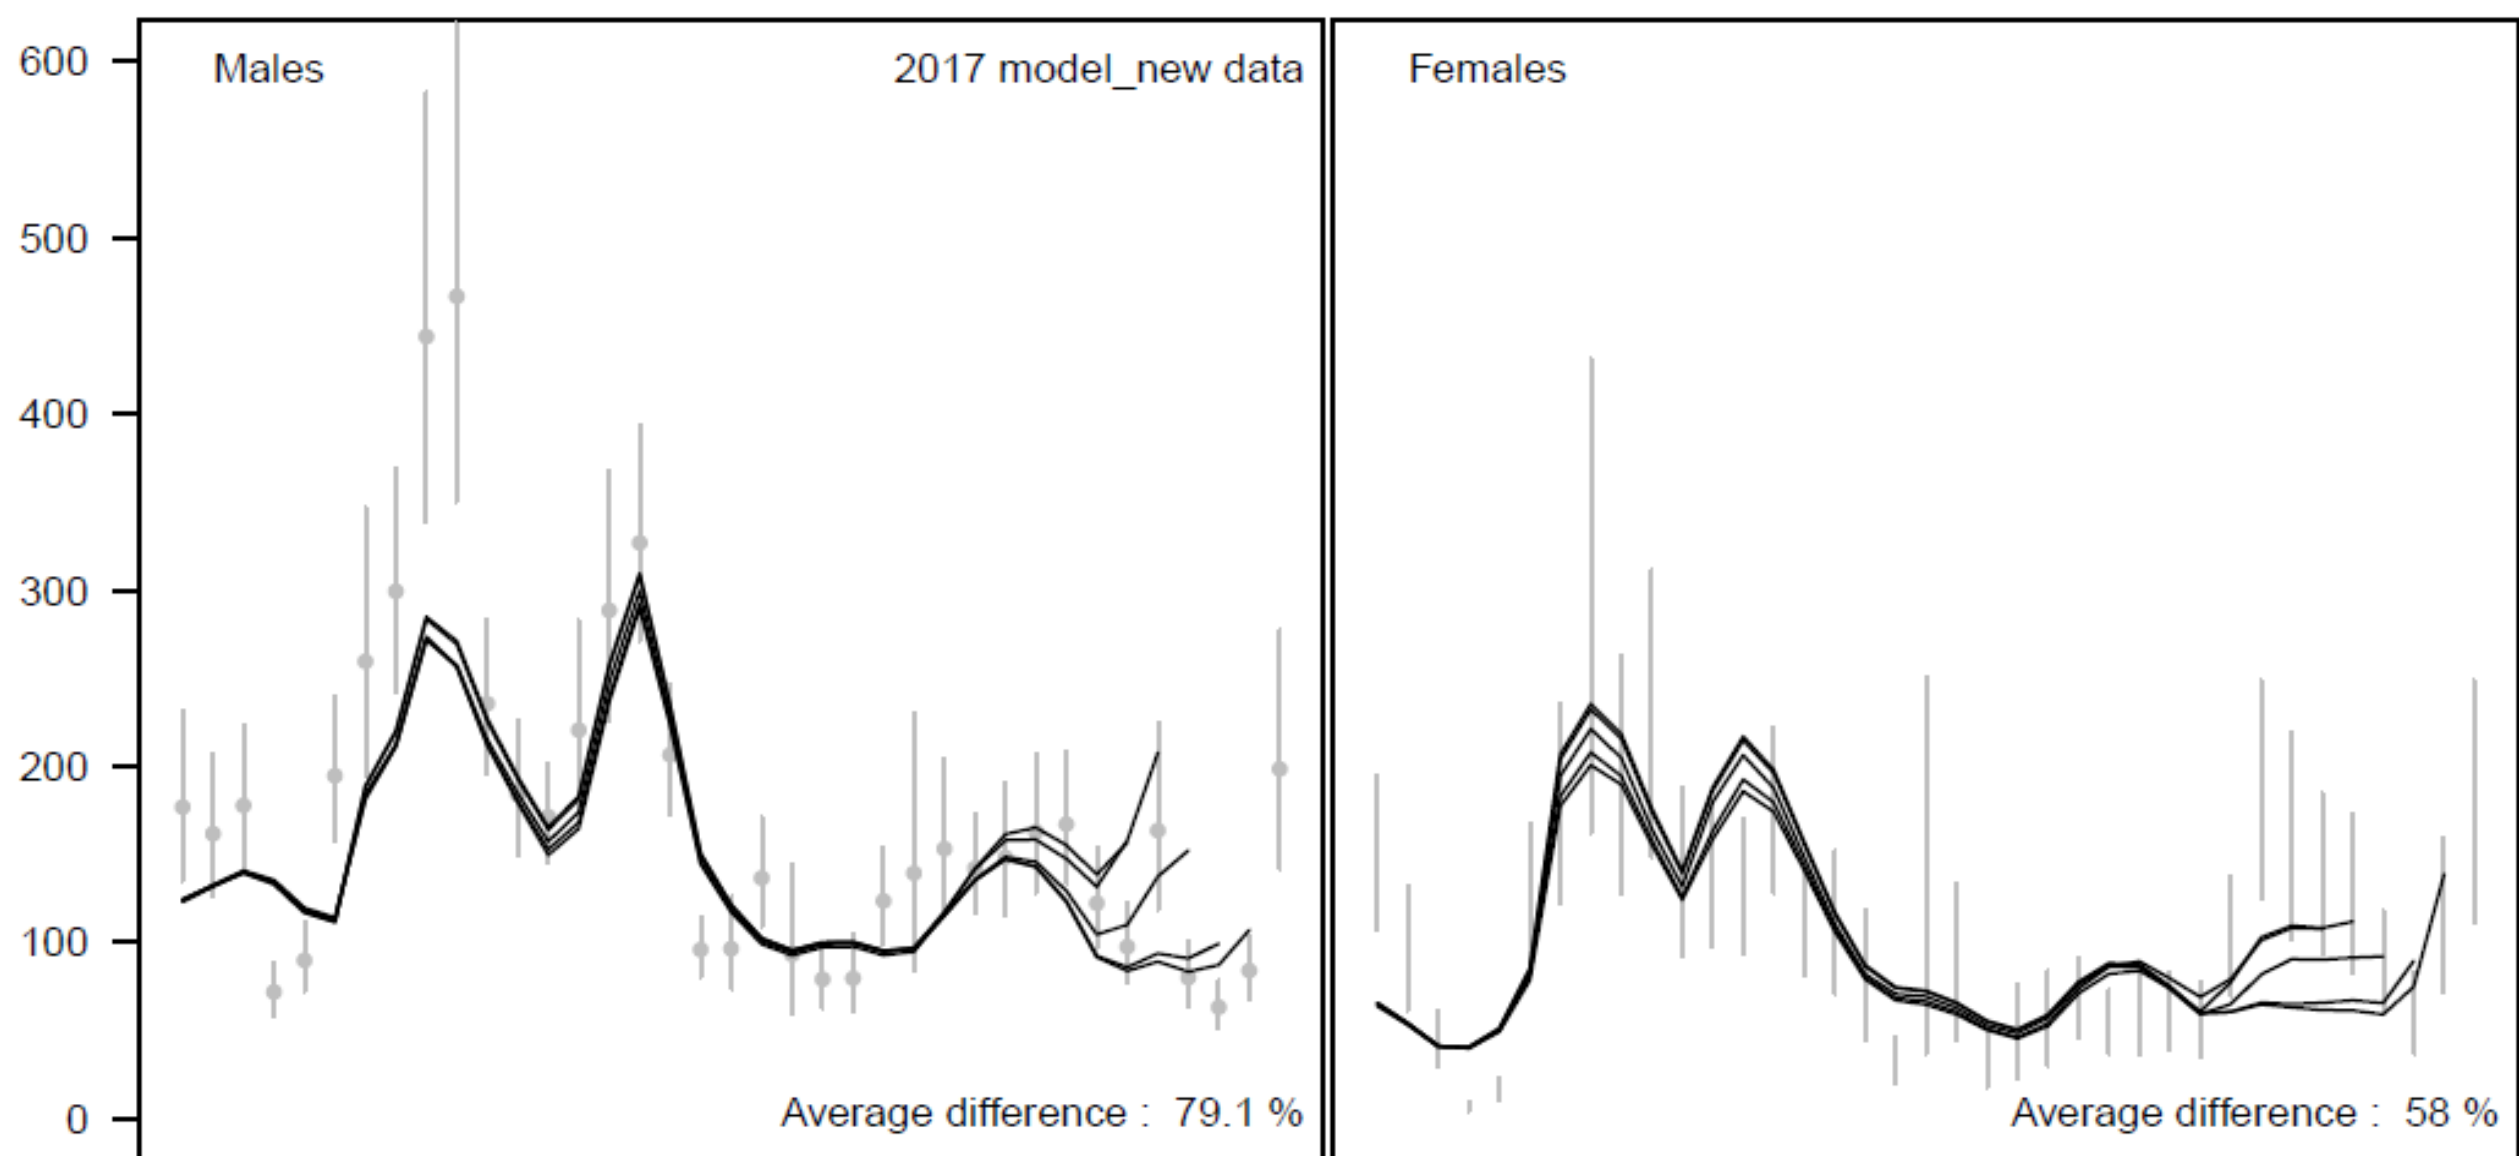 Males
2017 model_new data
Females
600
500
400
300
200
100
0
Average difference : 79.1 %
Average difference : 58 %